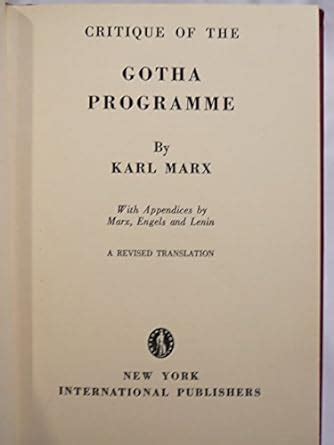 CRITIQUE OF THE
GOTHA
PROGRAMME
By
KARL MARX
With Appendices by
Marx, Engels and Lenin
A REVISED TRANSLATION
NEW YORK
INTERNATIONAL PUBLISHERS